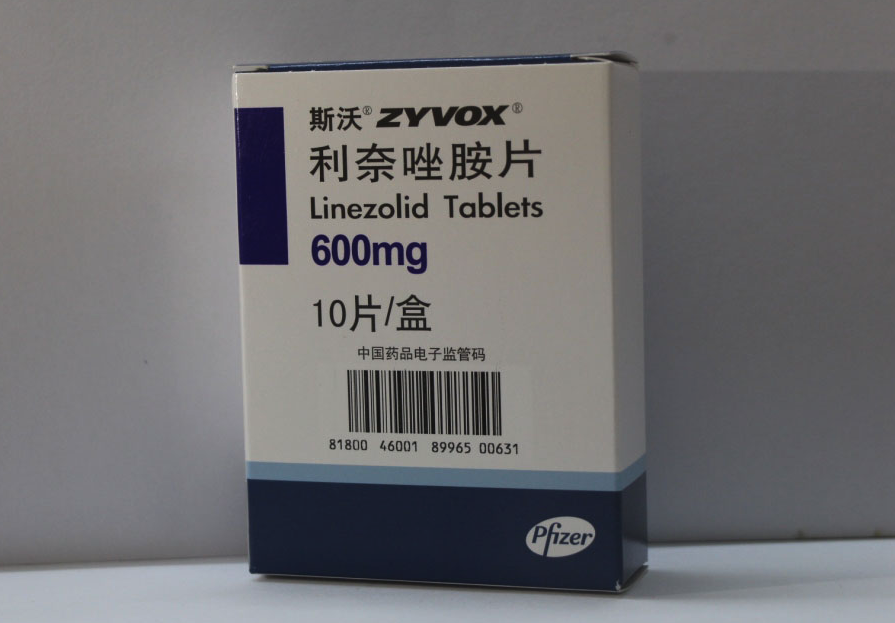 斯沃® ZYVOX®
利奈唑胺片
Linezolid Tablets
600mg
10片/盒
中国药品电子监管码
81800 46001 89965 00631
Pfizer